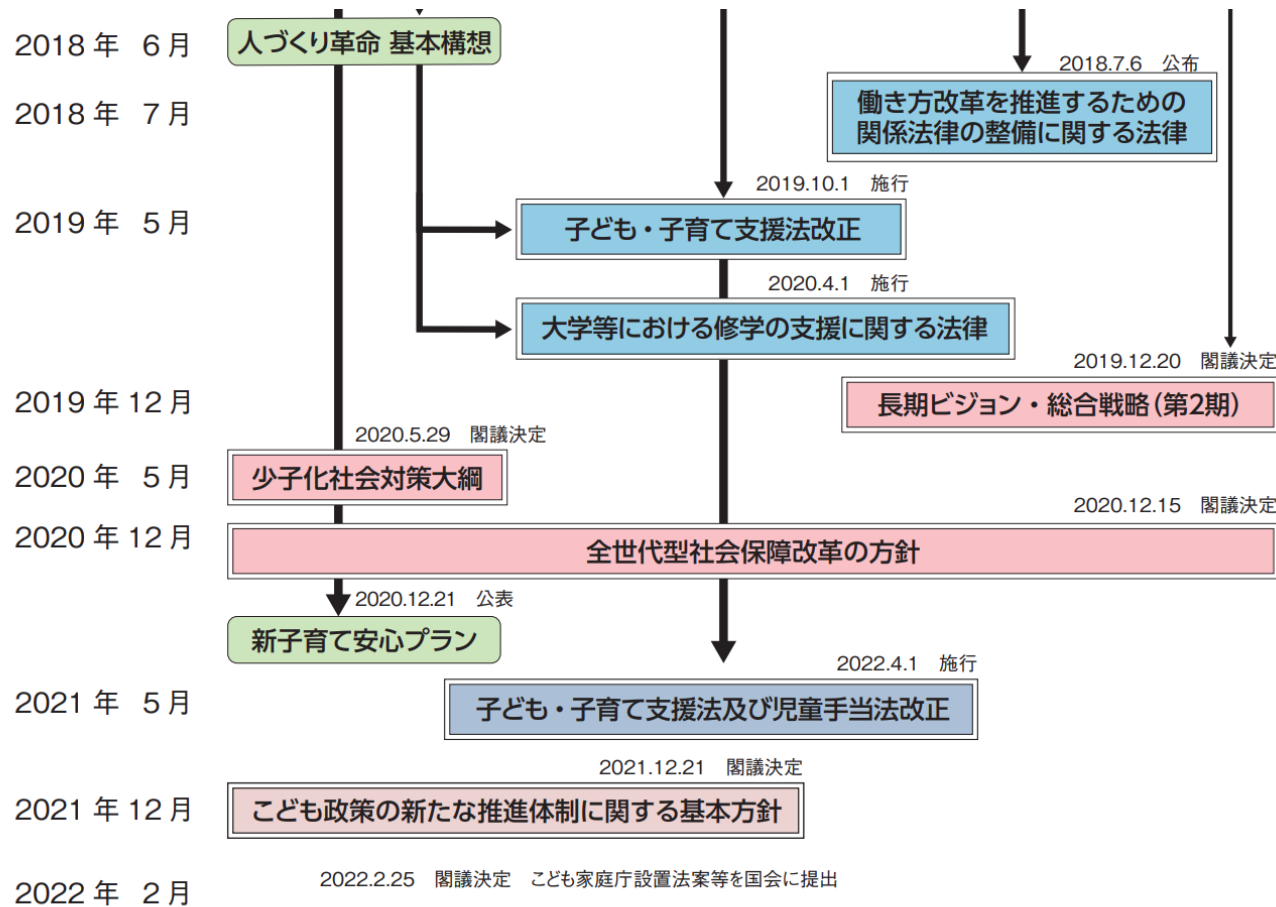 2018年 6月
人づくり革命 基本構想
2018.7.6 公布
2018年 7月
働き方改革を推進するための
関係法律の整備に関する法律
2019.10.1 施行
2019年 5月
子ども・子育て支援法改正
2020.4.1 施行
大学等における修学の支援に関する法律
2019.12.20 閣議決定
2019年12月
長期ビジョン・総合戦略(第2期)
2020.5.29 閣議決定
2020年 5月
少子化社会対策大綱
2020.12.15 閣議決定
2020年12月
全世代型社会保障改革の方針
2020.12.21 公表
新子育て安心プラン
2022.4.1 施行
2021年 5月
子ども・子育て支援法及び児童手当法改正
2021.12.21 閣議決定
2021年12月
こども政策の新たな推進体制に関する基本方針
2022年 2月
2022.2.25 閣議決定 こども家庭庁設置法案等を国会に提出